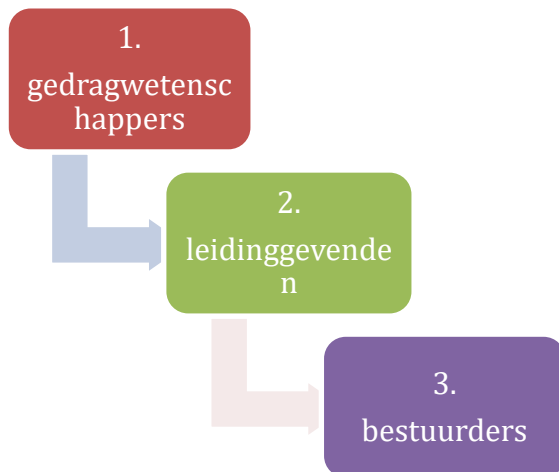 1.
gedragwetensc
happers
2.
leidinggevende
n
3.
bestuurders